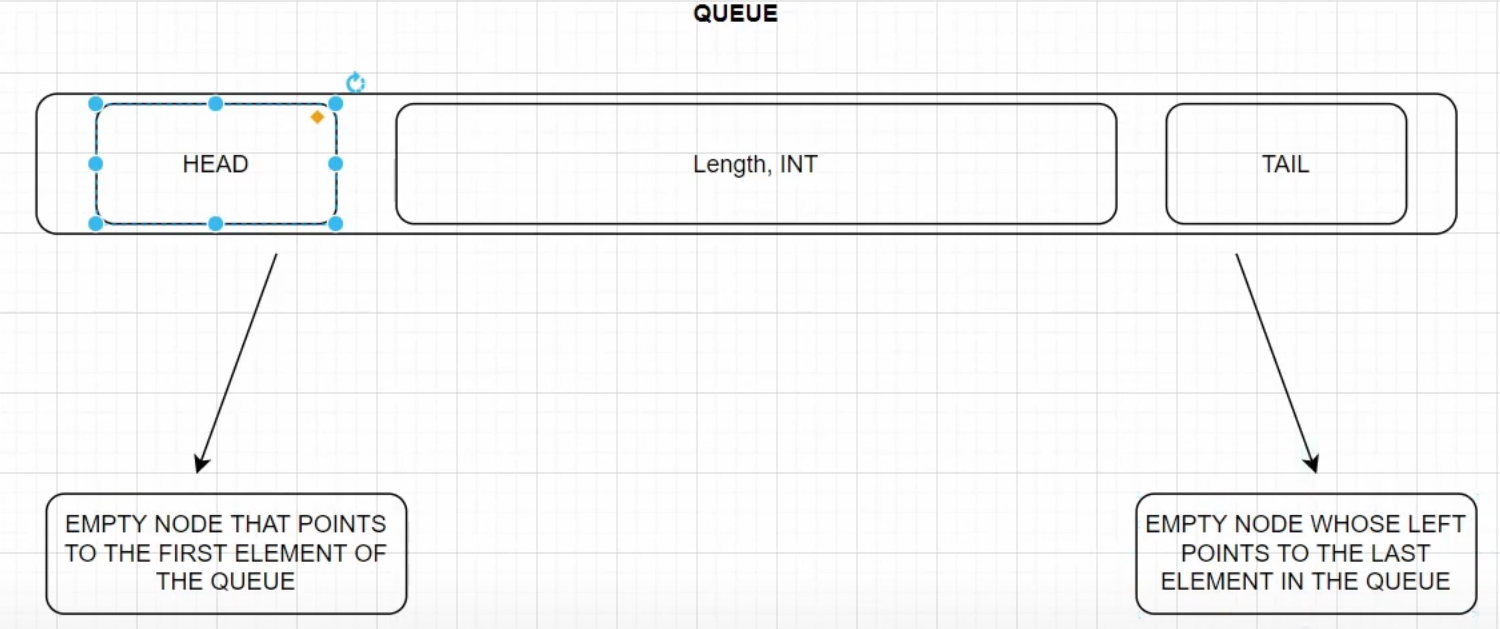 QUEUE
HEAD
Length, INT
TAIL
EMPTY NODE THAT POINTS
TO THE FIRST ELEMENT OF
THE QUEUE
EMPTY NODE WHOSE LEFT
POINTS TO THE LAST
ELEMENT IN THE QUEUE